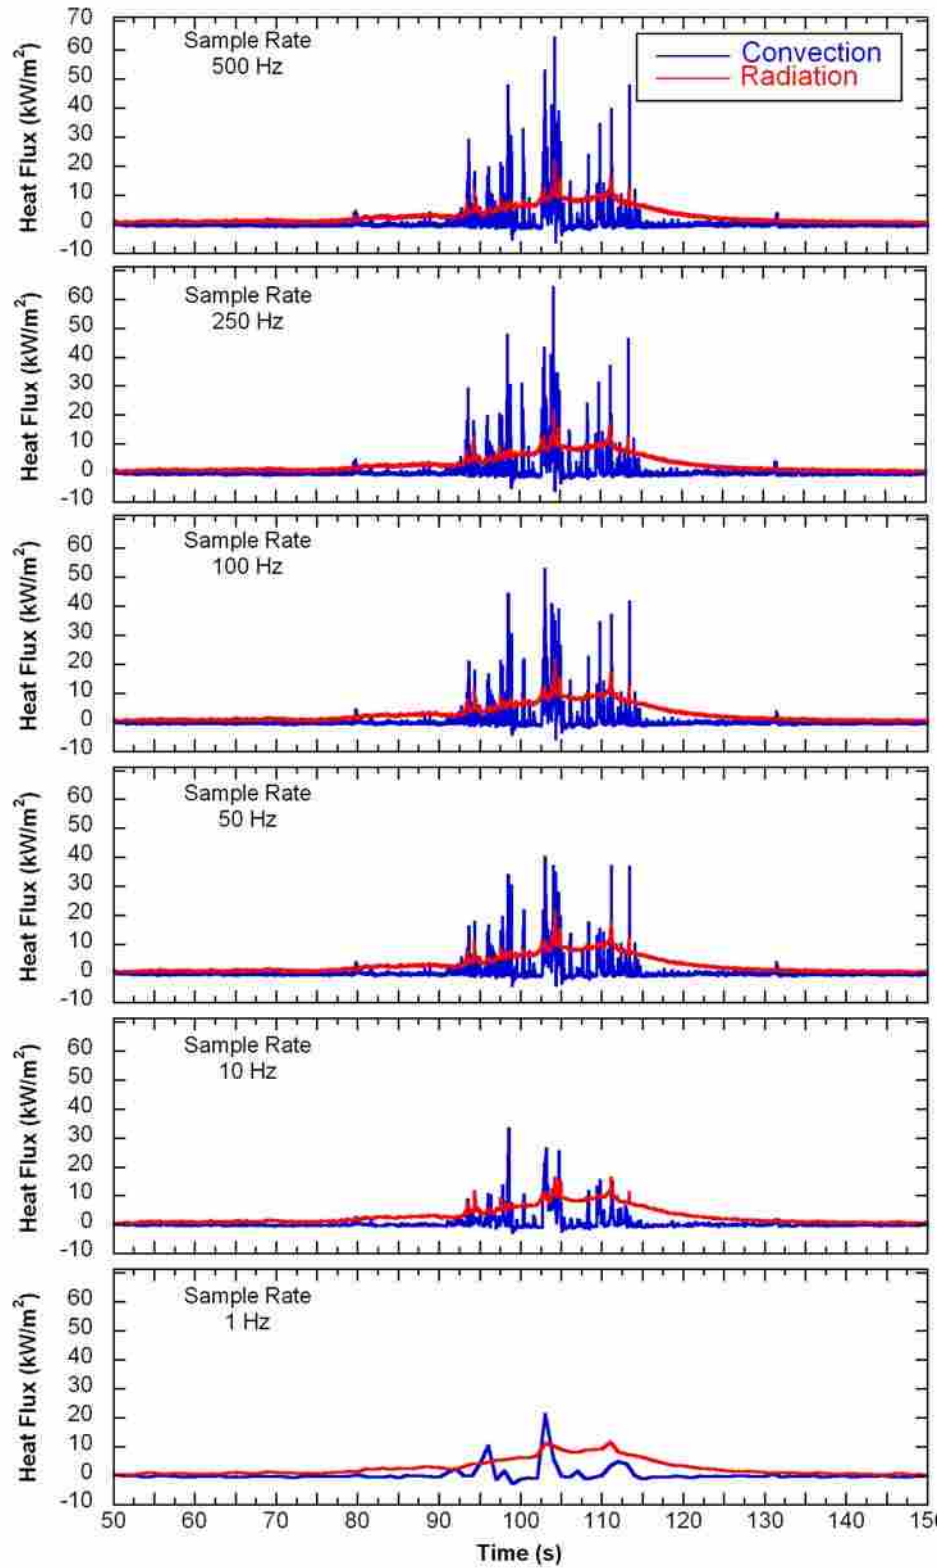 70
60
50
40
30
20
10
0
-10
Heat Flux (kW/m²)
Sample Rate
500 Hz
Convection
Radiation
60
50
40
30
20
10
0
-10
Heat Flux (kW/m²)
Sample Rate
250 Hz
60
50
40
30
20
10
0
-10
Heat Flux (kW/m²)
Sample Rate
100 Hz
60
50
40
30
20
10
0
-10
Heat Flux (kW/m²)
Sample Rate
50 Hz
60
50
40
30
20
10
0
-10
Heat Flux (kW/m²)
Sample Rate
10 Hz
60
50
40
30
20
10
0
-10
Heat Flux (kW/m²)
Sample Rate
1 Hz
50 60 70 80 90 100 110 120 130 140 150
Time (s)